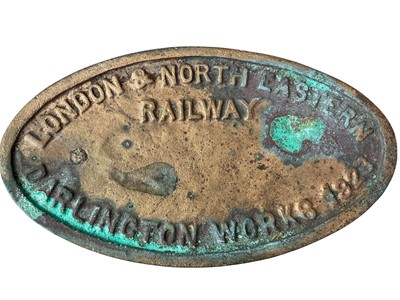 LONDON & NORTH EASTERN
RAILWAY
DARLINGTON WORKS